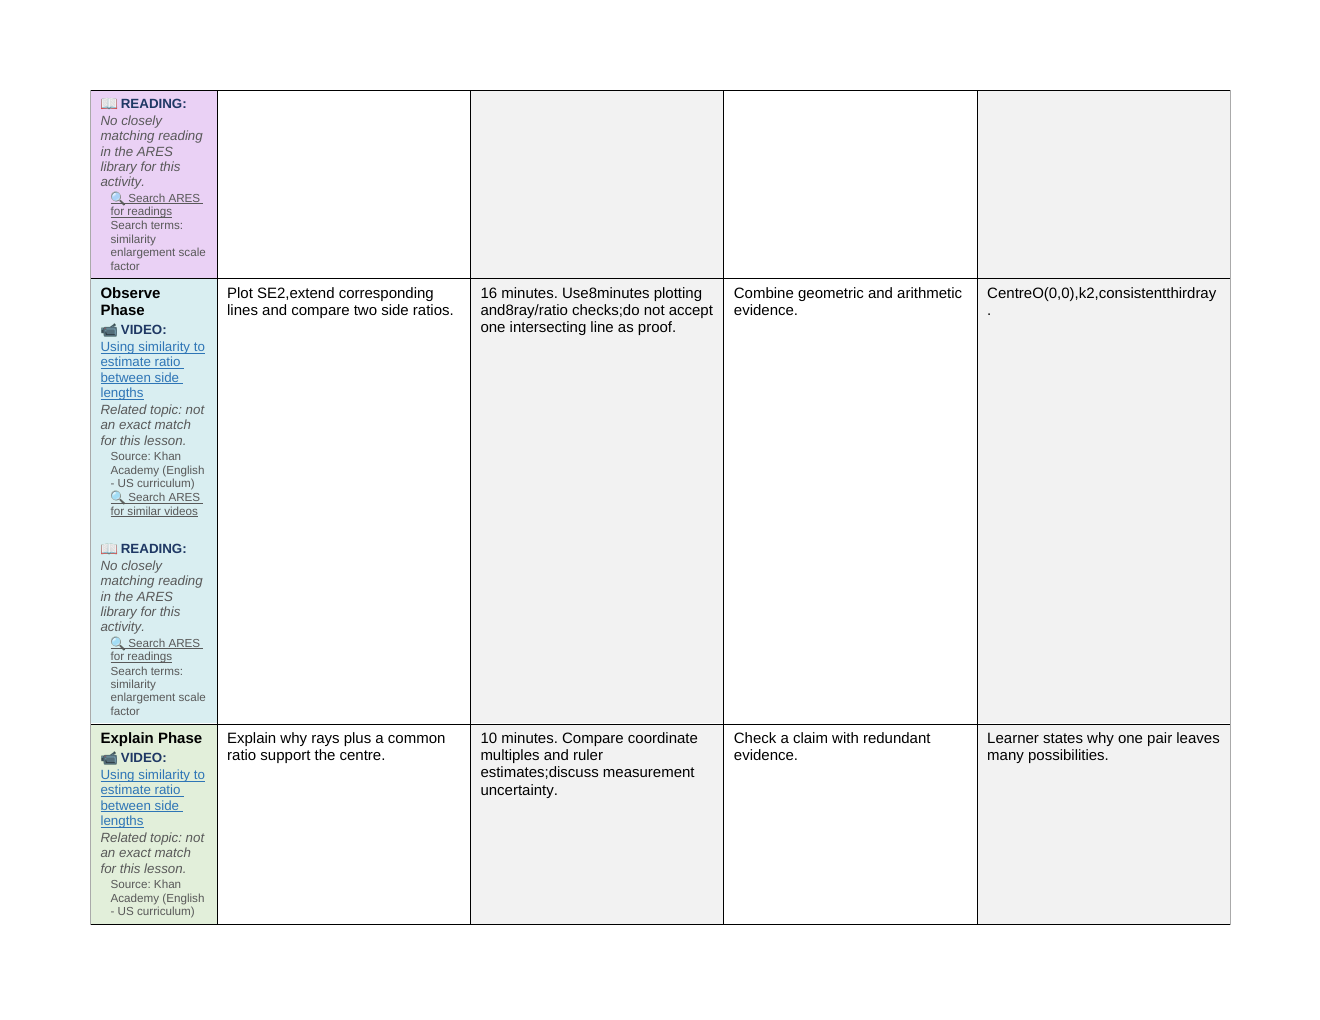 📖 READING:
No closely
matching reading
in the ARES
library for this
activity.
🔍 Search ARES
for readings
Search terms:
similarity
enlargement scale
factor
Observe
Phase
📹 VIDEO:
Using similarity to
estimate ratio
between side
lengths
Related topic: not
an exact match
for this lesson.
Source: Khan
Academy (English
- US curriculum)
🔍 Search ARES
for similar videos
📖 READING:
No closely
matching reading
in the ARES
library for this
activity.
🔍 Search ARES
for readings
Search terms:
similarity
enlargement scale
factor
Plot SE2,extend corresponding
lines and compare two side ratios.
16 minutes. Use8minutes plotting
and8ray/ratio checks;do not accept
one intersecting line as proof.
Combine geometric and arithmetic
evidence.
CentreO(0,0),k2,consistentthirdray
.
Explain Phase
📹 VIDEO:
Using similarity to
estimate ratio
between side
lengths
Related topic: not
an exact match
for this lesson.
Source: Khan
Academy (English
- US curriculum)
Explain why rays plus a common
ratio support the centre.
10 minutes. Compare coordinate
multiples and ruler
estimates;discuss measurement
uncertainty.
Check a claim with redundant
evidence.
Learner states why one pair leaves
many possibilities.